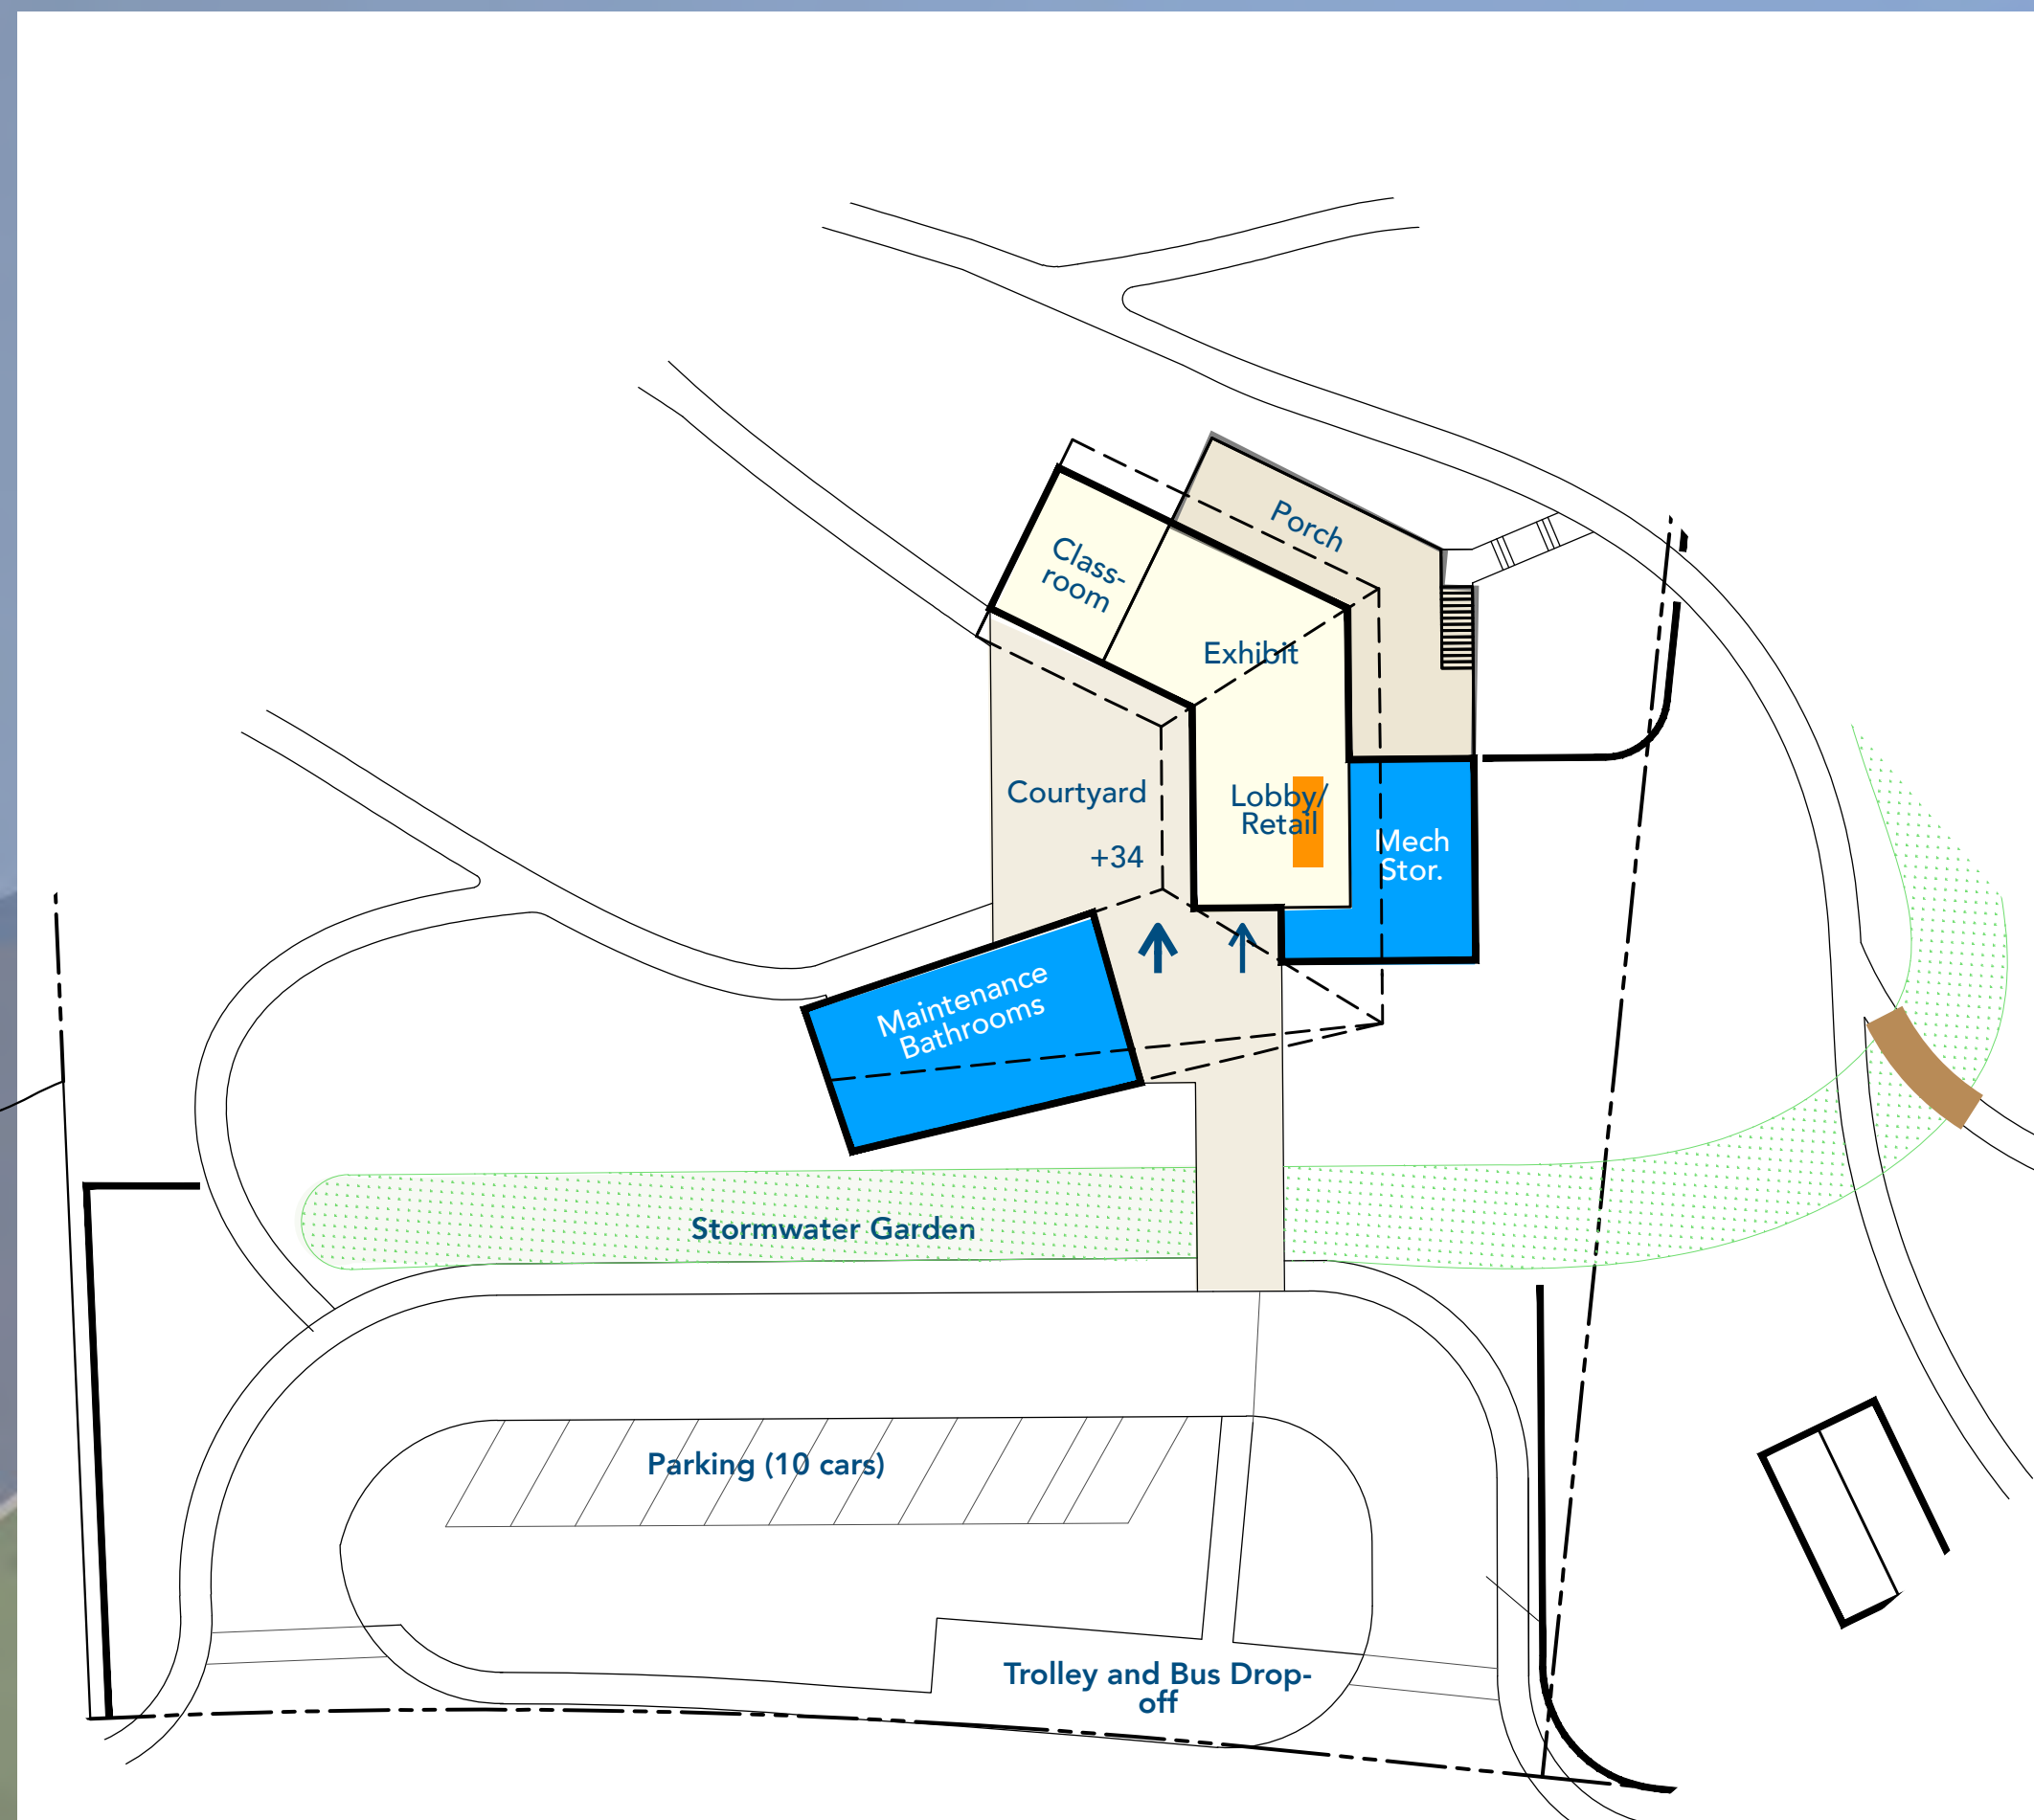 Porch
Class-
room
Exhibit
Courtyard
Lobby/
Retail
+34
Mech
Stor.
Maintenance
Bathrooms
Stormwater Garden
Parking (10 cars)
Trolley and Bus Drop-
off